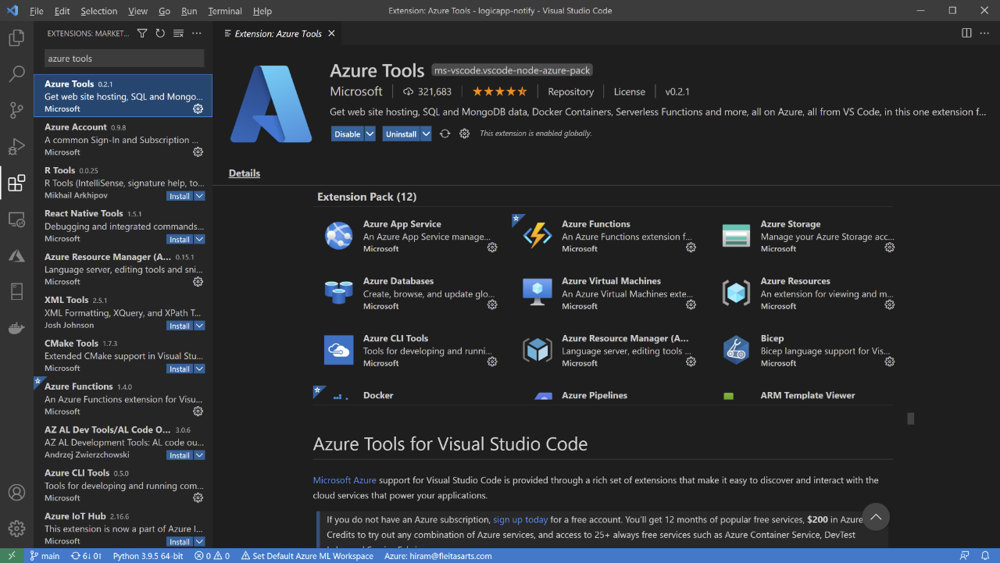 File Edit Selection View Go Run Terminal Help
Extension: Azure Tools - logicapp-notify - Visual Studio Code
EXTENSIONS: MARKET...
azure tools
Azure Tools 0.2.1
Get web site hosting, SQL and Mongo...
Microsoft
Azure Account 0.9.8
A common Sign-In and Subscription ...
Microsoft
R Tools 0.0.25
R Tools (IntelliSense, signature help, to...
Mikhail Arkhipov Install
React Native Tools 1.5.1
Debugging and integrated commands...
Microsoft Install
Azure Resource Manager (A... 0.15.1
Language server, editing tools and sni...
Microsoft
XML Tools 2.5.1
XML Formatting, XQuery, and XPath T...
Josh Johnson Install
CMake Tools 1.7.3
Extended CMake support in Visual Stu...
Microsoft Install
Azure Functions 1.4.0
An Azure Functions extension for Visu...
Microsoft
AZ AL Dev Tools/AL Code O... 3.0.6
AZ AL Development Tools: AL code ou...
Andrzej Zwierzchowski Install
Azure CLI Tools 0.5.0
Tools for developing and running com...
Microsoft
Azure IoT Hub 2.16.6
This extension is now a part of Azure I...
Microsoft Install
Extension: Azure Tools
Azure Tools ms-vscode.vscode-node-azure-pack
Microsoft 321,683 Repository License v0.2.1
Get web site hosting, SQL and MongoDB data, Docker Containers, Serverless Functions and more, all on Azure, all from VS Code, in this one extension f...
Disable Uninstall This extension is enabled globally.
Details
Extension Pack (12)
Azure App Service
An Azure App Service manage...
Microsoft
Azure Functions
An Azure Functions extension f...
Microsoft
Azure Storage
Manage your Azure Storage acc...
Microsoft
Azure Databases
Create, browse, and update glo...
Microsoft
Azure Virtual Machines
An Azure Virtual Machines exte...
Microsoft
Azure Resources
An extension for viewing and m...
Microsoft
Azure CLI Tools
Tools for developing and runni...
Microsoft
Azure Resource Manager (A...
Language server, editing tools ...
Microsoft
Bicep
Bicep language support for Vis...
Microsoft
Docker
Azure Pipelines
ARM Template Viewer
Azure Tools for Visual Studio Code
Microsoft Azure support for Visual Studio Code is provided through a rich set of extensions that make it easy to discover and interact with the
cloud services that power your applications.
If you do not have an Azure subscription, sign up today for a free account. You'll get 12 months of popular free services, $200 in Azure
Credits to try out any combination of Azure services, and access to 25+ always free services such as Azure Container Service, DevTest
main 6↓ 0↑ Python 3.9.5 64-bit 0 0 Set Default Azure ML Workspace Azure: hiram@fleitasarts.com